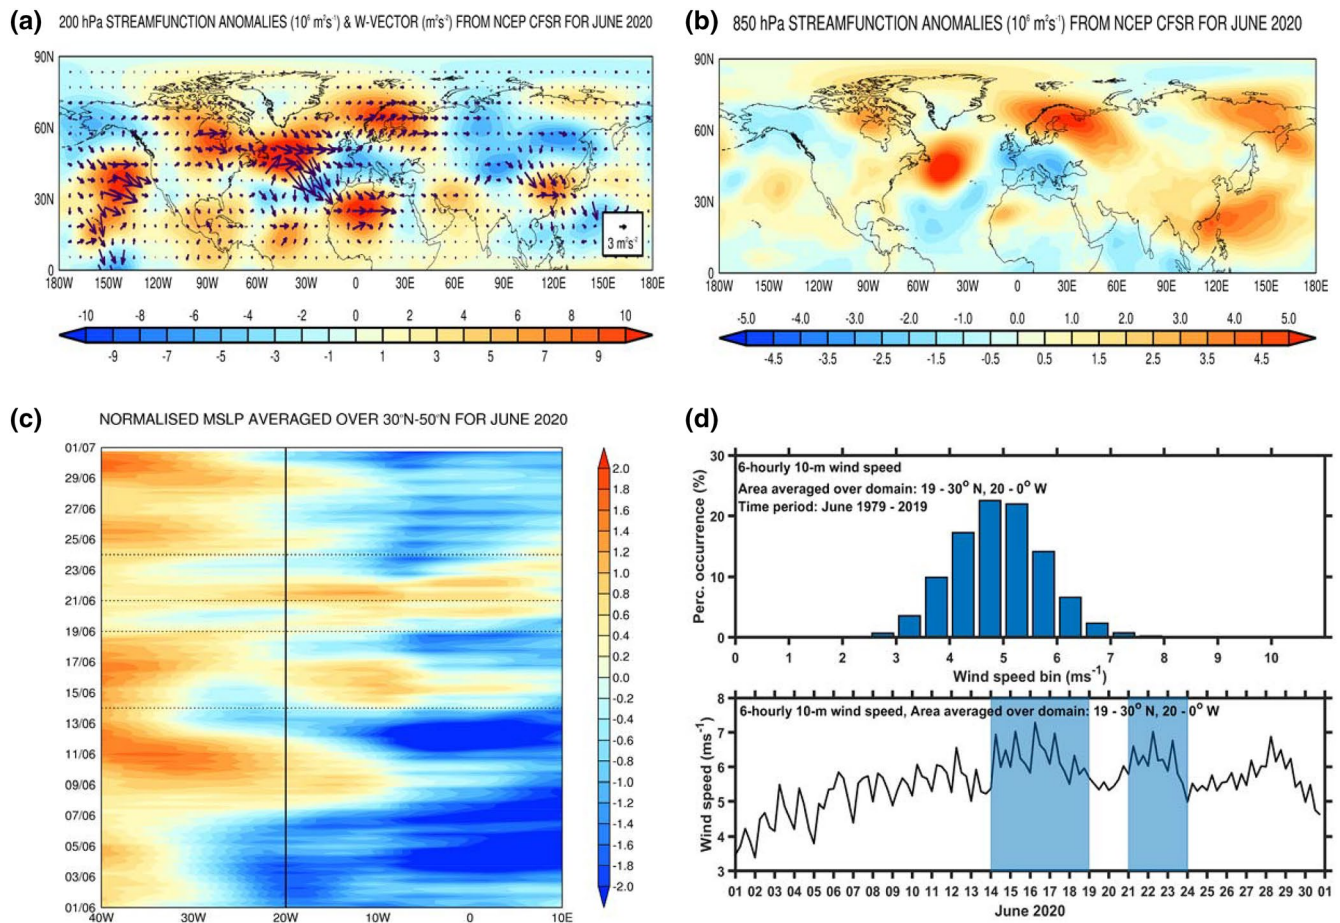 (a) 200 hPa STREAMFUNCTION ANOMALIES (10⁶ m²s⁻¹) & W-VECTOR (m²s⁻²) FROM NCEP CFSR FOR JUNE 2020
90N
60N
30N
0
3 m²s⁻²
180W 150W 120W 90W 60W 30W 0 30E 60E 90E 120E 150E 180E
-10 -8 -6 -4 -2 0 2 4 6 8 10
-9 -7 -5 -3 -1 1 3 5 7 9
(b) 850 hPa STREAMFUNCTION ANOMALIES (10⁶ m²s⁻¹) FROM NCEP CFSR FOR JUNE 2020
90N
60N
30N
0
180W 150W 120W 90W 60W 30W 0 30E 60E 90E 120E 150E 180E
-5.0 -4.0 -3.0 -2.0 -1.0 0.0 1.0 2.0 3.0 4.0 5.0
-4.5 -3.5 -2.5 -1.5 -0.5 0.5 1.5 2.5 3.5 4.5
(c)
NORMALISED MSLP AVERAGED OVER 30°N-50°N FOR JUNE 2020
01/07
29/06
27/06
25/06
23/06
21/06
19/06
17/06
15/06
13/06
11/06
09/06
07/06
05/06
03/06
01/06
40W 20W 10W 0 10E
2.0
1.8
1.6
1.4
1.2
1.0
0.8
0.6
0.4
0.2
0.0
-0.2
-0.4
-0.6
-0.8
-1.0
-1.2
-1.4
-1.6
-1.8
-2.0
(d)
30
20
10
0
Perc. occurrence (%)
6-hourly 10-m wind speed
Area averaged over domain: 19 - 30° N, 20 - 0° W
Time period: June 1979 - 2019
0 1 2 3 4 5 6 7 8 9 10
Wind speed bin (ms⁻¹)
8
7
6
5
4
3
Wind speed (ms⁻¹)
6-hourly 10-m wind speed, Area averaged over domain: 19 - 30° N, 20 - 0° W
01 02 03 04 05 06 07 08 09 10 11 12 13 14 15 16 17 18 19 20 21 22 23 24 25 26 27 28 29 30 01
June 2020